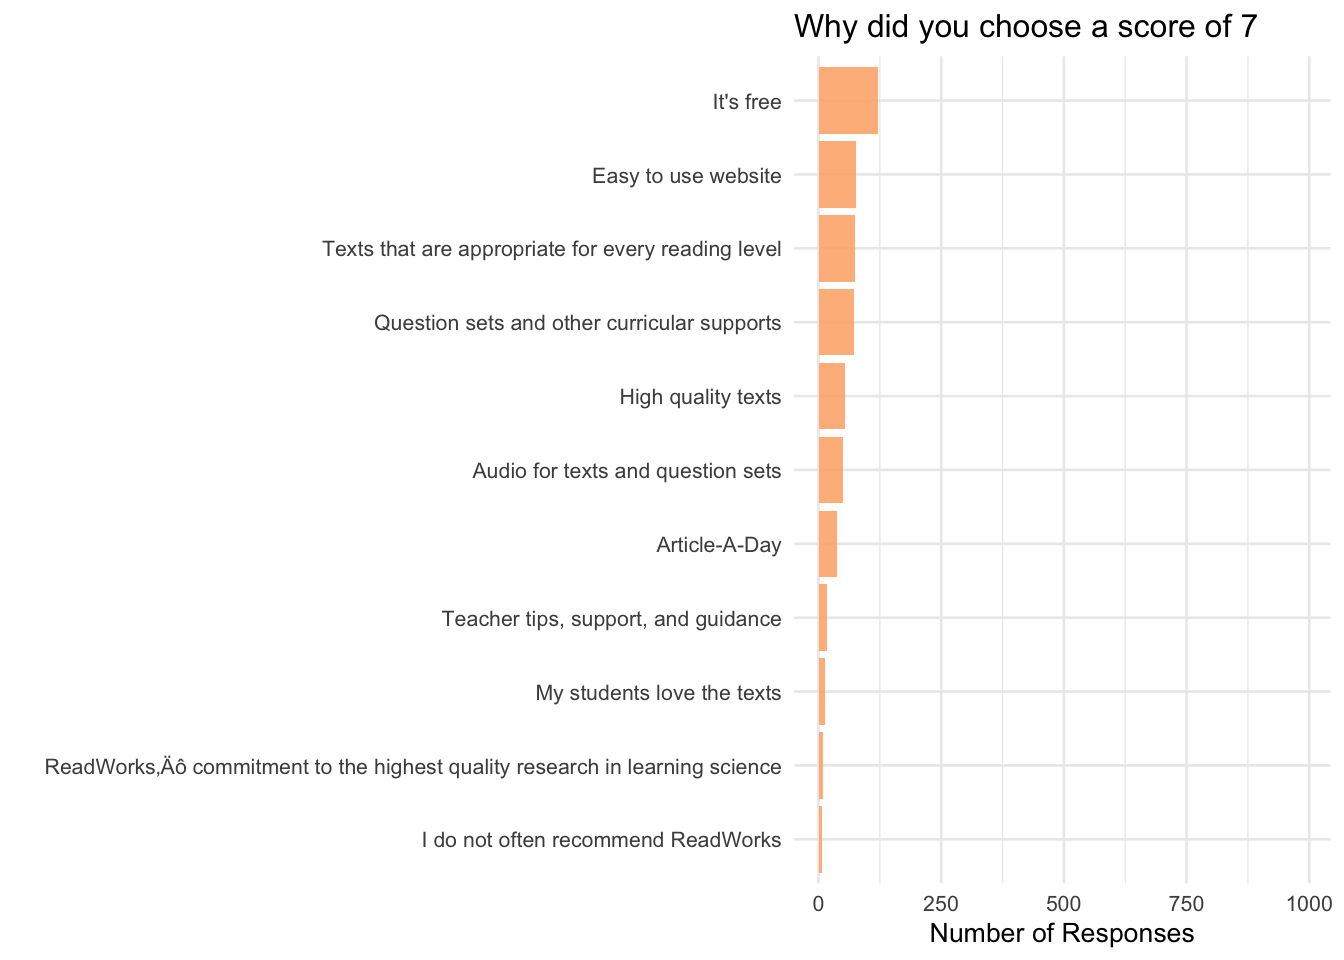 Why did you choose a score of 7
It's free
Easy to use website
Texts that are appropriate for every reading level
Question sets and other curricular supports
High quality texts
Audio for texts and question sets
Article-A-Day
Teacher tips, support, and guidance
My students love the texts
ReadWorks‚Äô commitment to the highest quality research in learning science
I do not often recommend ReadWorks
0 250 500 750 1000
Number of Responses